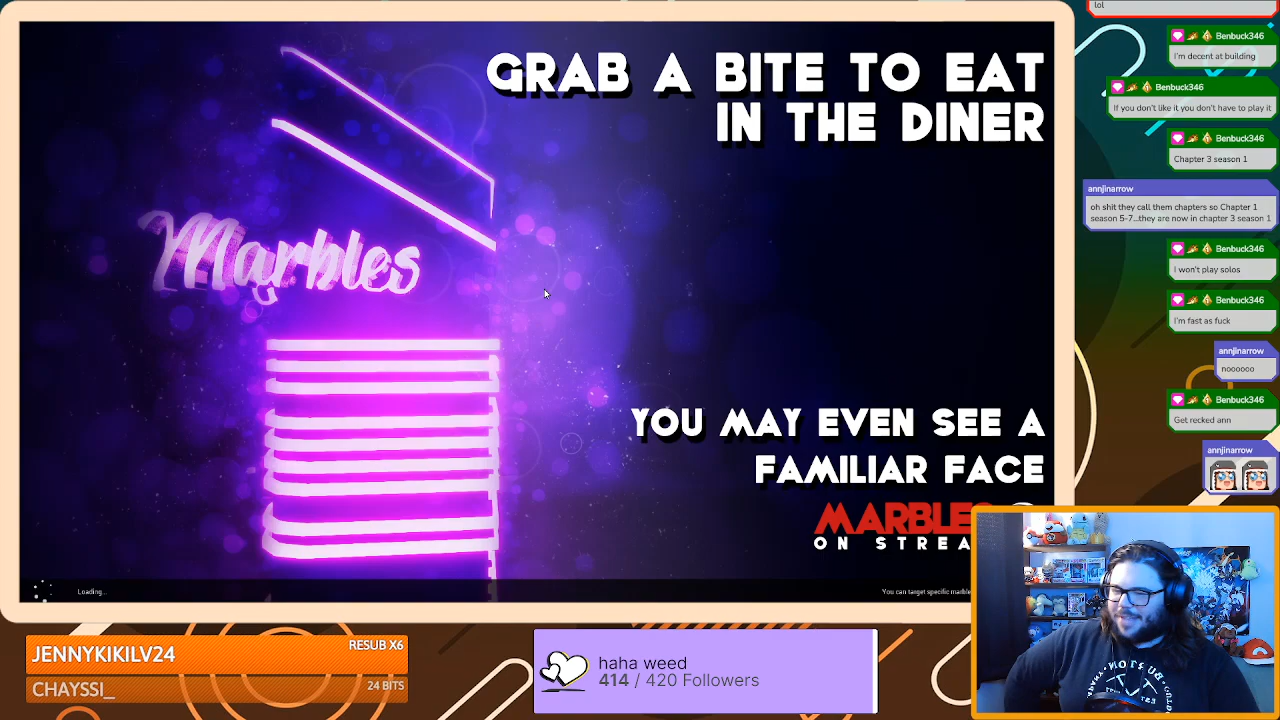 GRAB A BITE TO EAT
IN THE DINER
Marbles
YOU MAY EVEN SEE A
FAMILIAR FACE
MARBLES
ON STREA
Loading...
You can target specific marble
lol
Benbuck346
I'm decent at building
Benbuck346
If you don't like it you don't have to play it
Benbuck346
Chapter 3 season 1
annjinarrow
oh shit they call them chapters so Chapter 1
season 5-7...they are now in chapter 3 season 1
Benbuck346
I won't play solos
Benbuck346
I'm fast as fuck
annjinarrow
noooooo
Benbuck346
Get recked ann
annjinarrow
JENNYKIKILV24
RESUB X6
CHAYSSI_
24 BITS
haha weed
414 / 420 Followers